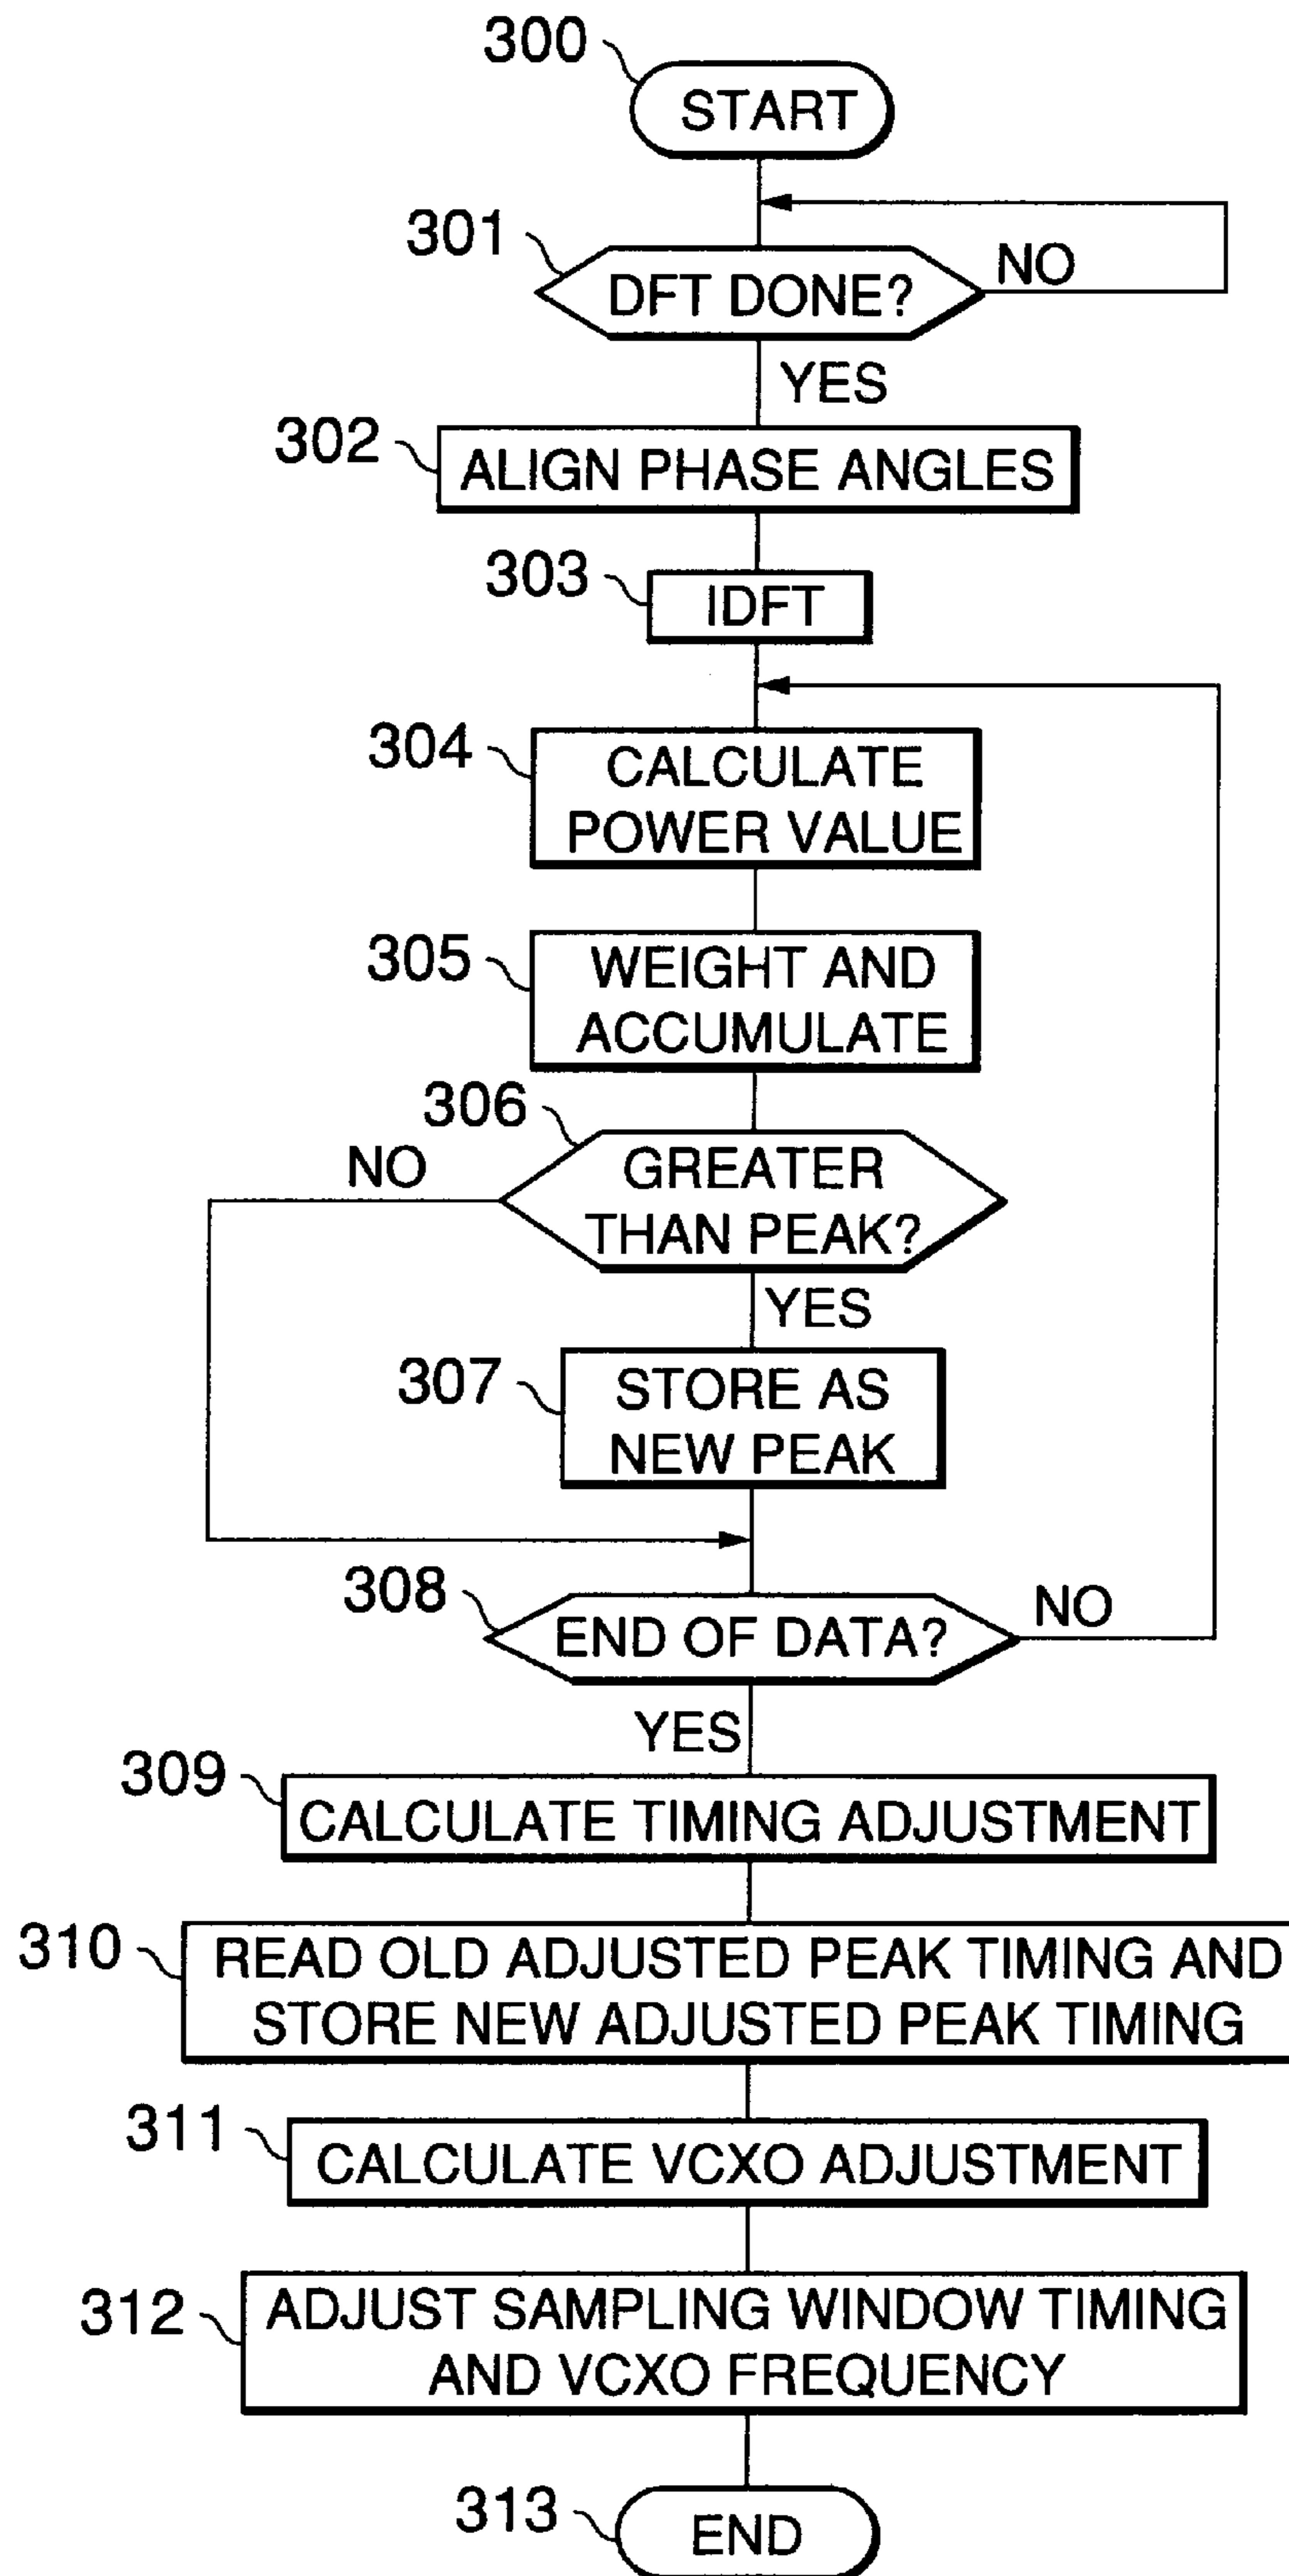 300
START
301
DFT DONE?
NO
YES
302
ALIGN PHASE ANGLES
303
IDFT
304
CALCULATE
POWER VALUE
305
WEIGHT AND
ACCUMULATE
306
NO
GREATER
THAN PEAK?
YES
307
STORE AS
NEW PEAK
308
END OF DATA?
NO
YES
309
CALCULATE TIMING ADJUSTMENT
310
READ OLD ADJUSTED PEAK TIMING AND
STORE NEW ADJUSTED PEAK TIMING
311
CALCULATE VCXO ADJUSTMENT
312
ADJUST SAMPLING WINDOW TIMING
AND VCXO FREQUENCY
313
END